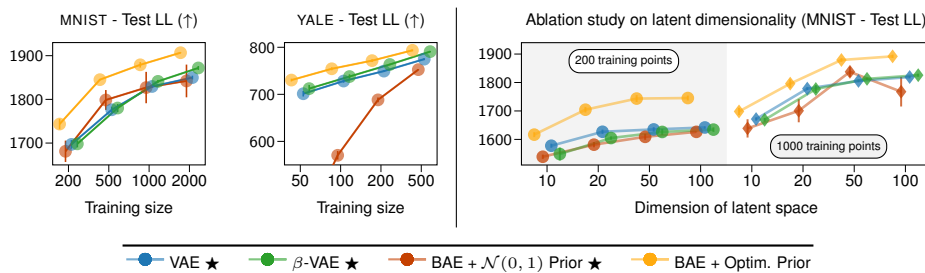 MNIST - Test LL (↑)
1900
1800
1700
200 500 1000 2000
Training size
YALE - Test LL (↑)
800
700
600
50 100 200 500
Training size
Ablation study on latent dimensionality (MNIST - Test LL)
1900
1800
1700
1600
200 training points
1000 training points
10 20 50 100 10 20 50 100
Dimension of latent space
VAE ★ β-VAE ★ BAE + 𝒩(0, 1) Prior ★ BAE + Optim. Prior